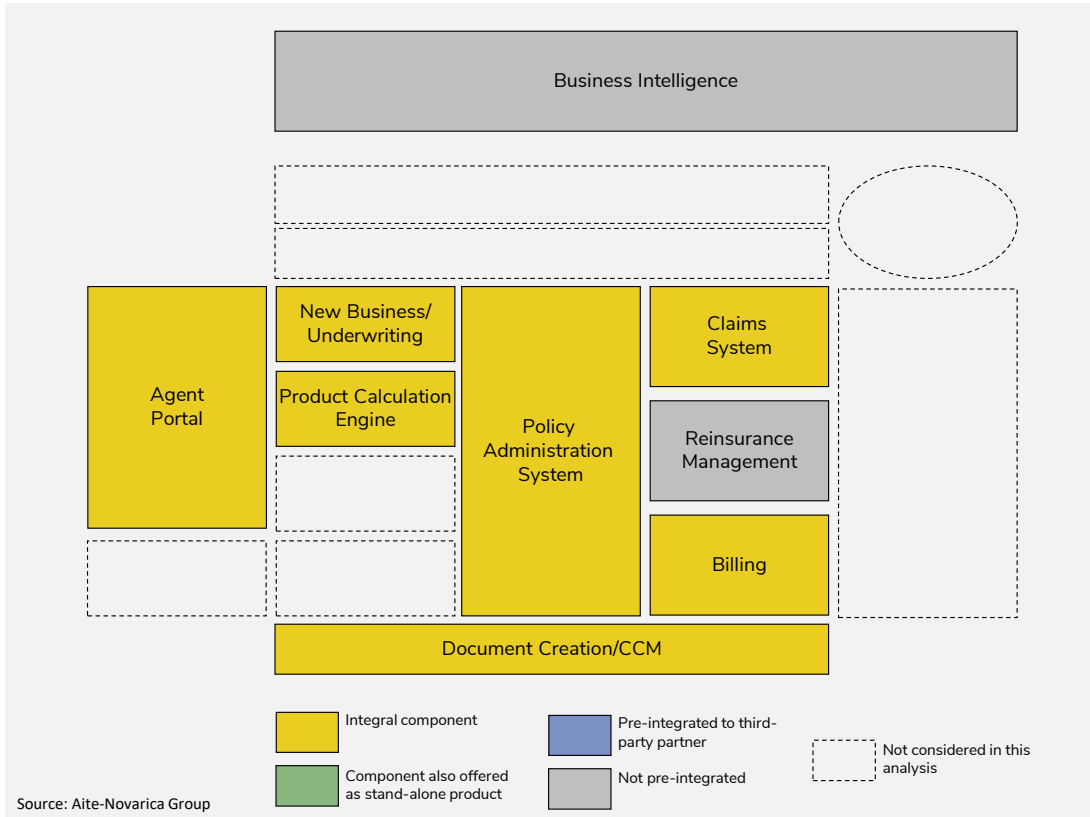 Business Intelligence
Agent
Portal
New Business/
Underwriting
Product Calculation
Engine
Policy
Administration
System
Claims
System
Reinsurance
Management
Billing
Document Creation/CCM
Integral component
Component also offered
as stand-alone product
Pre-integrated to third-
party partner
Not pre-integrated
Not considered in this
analysis
Source: Aite-Novarica Group